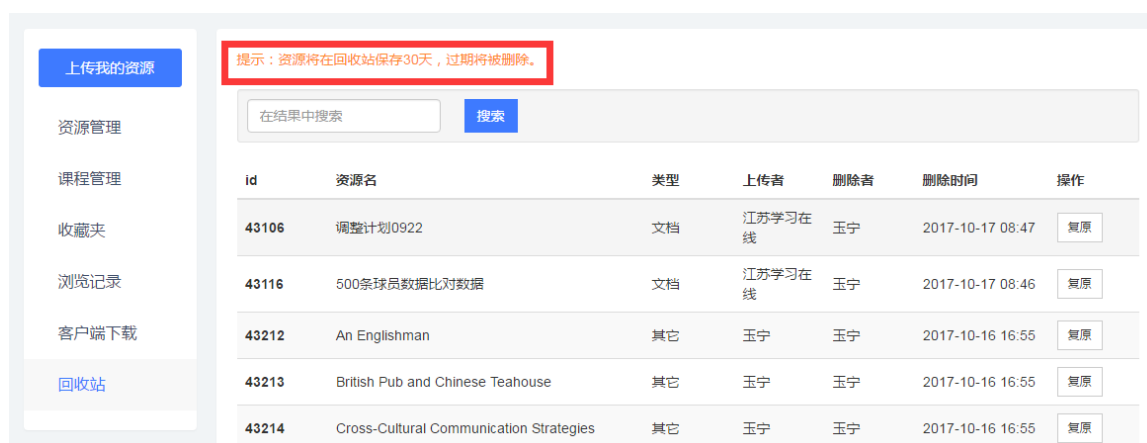 上传我的资源
资源管理
课程管理
收藏夹
浏览记录
客户端下载
回收站
提示：资源将在回收站保存30天，过期将被删除。
在结果中搜索 搜索
id 资源名 类型 上传者 删除者 删除时间 操作
43106 调整计划0922 文档 江苏学习在线 玉宁 2017-10-17 08:47 复原
43116 500条球员数据比对数据 文档 江苏学习在线 玉宁 2017-10-17 08:46 复原
43212 An Englishman 其它 玉宁 玉宁 2017-10-16 16:55 复原
43213 British Pub and Chinese Teahouse 其它 玉宁 玉宁 2017-10-16 16:55 复原
43214 Cross-Cultural Communication Strategies 其它 玉宁 玉宁 2017-10-16 16:55 复原